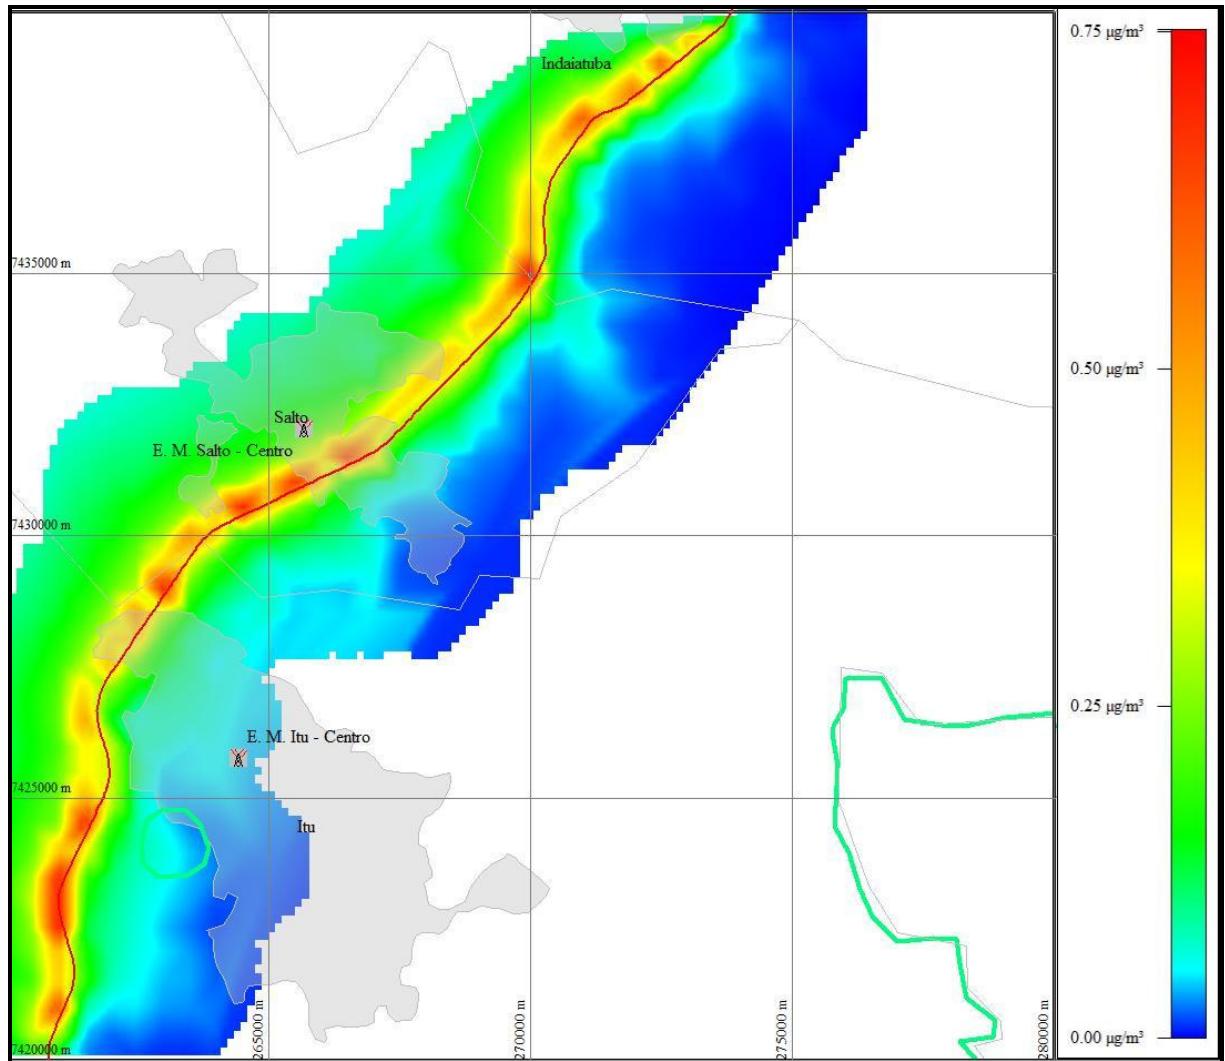 0.75 µg/m³
Indaiatuba
7435000 m
0.50 µg/m³
Salto
E. M. Salto - Centro
7430000 m
0.25 µg/m³
E. M. Itu - Centro
7425000 m
Itu
7420000 m
265000 m
270000 m
275000 m
280000 m
0.00 µg/m³